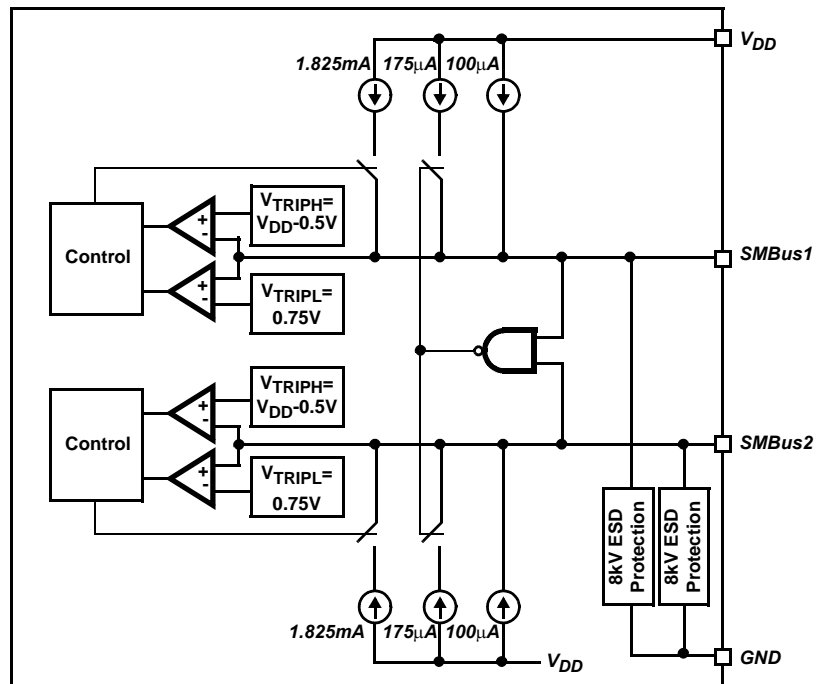 VDD
1.825mA 175μA 100μA
VTRIPH=
VDD-0.5V
+
-
Control
SMBus1
+
-
VTRIPL=
0.75V
VTRIPH=
VDD-0.5V
+
-
Control
SMBus2
+
-
VTRIPL=
0.75V
8kV ESD
Protection
8kV ESD
Protection
1.825mA 175μA 100μA
VDD
GND